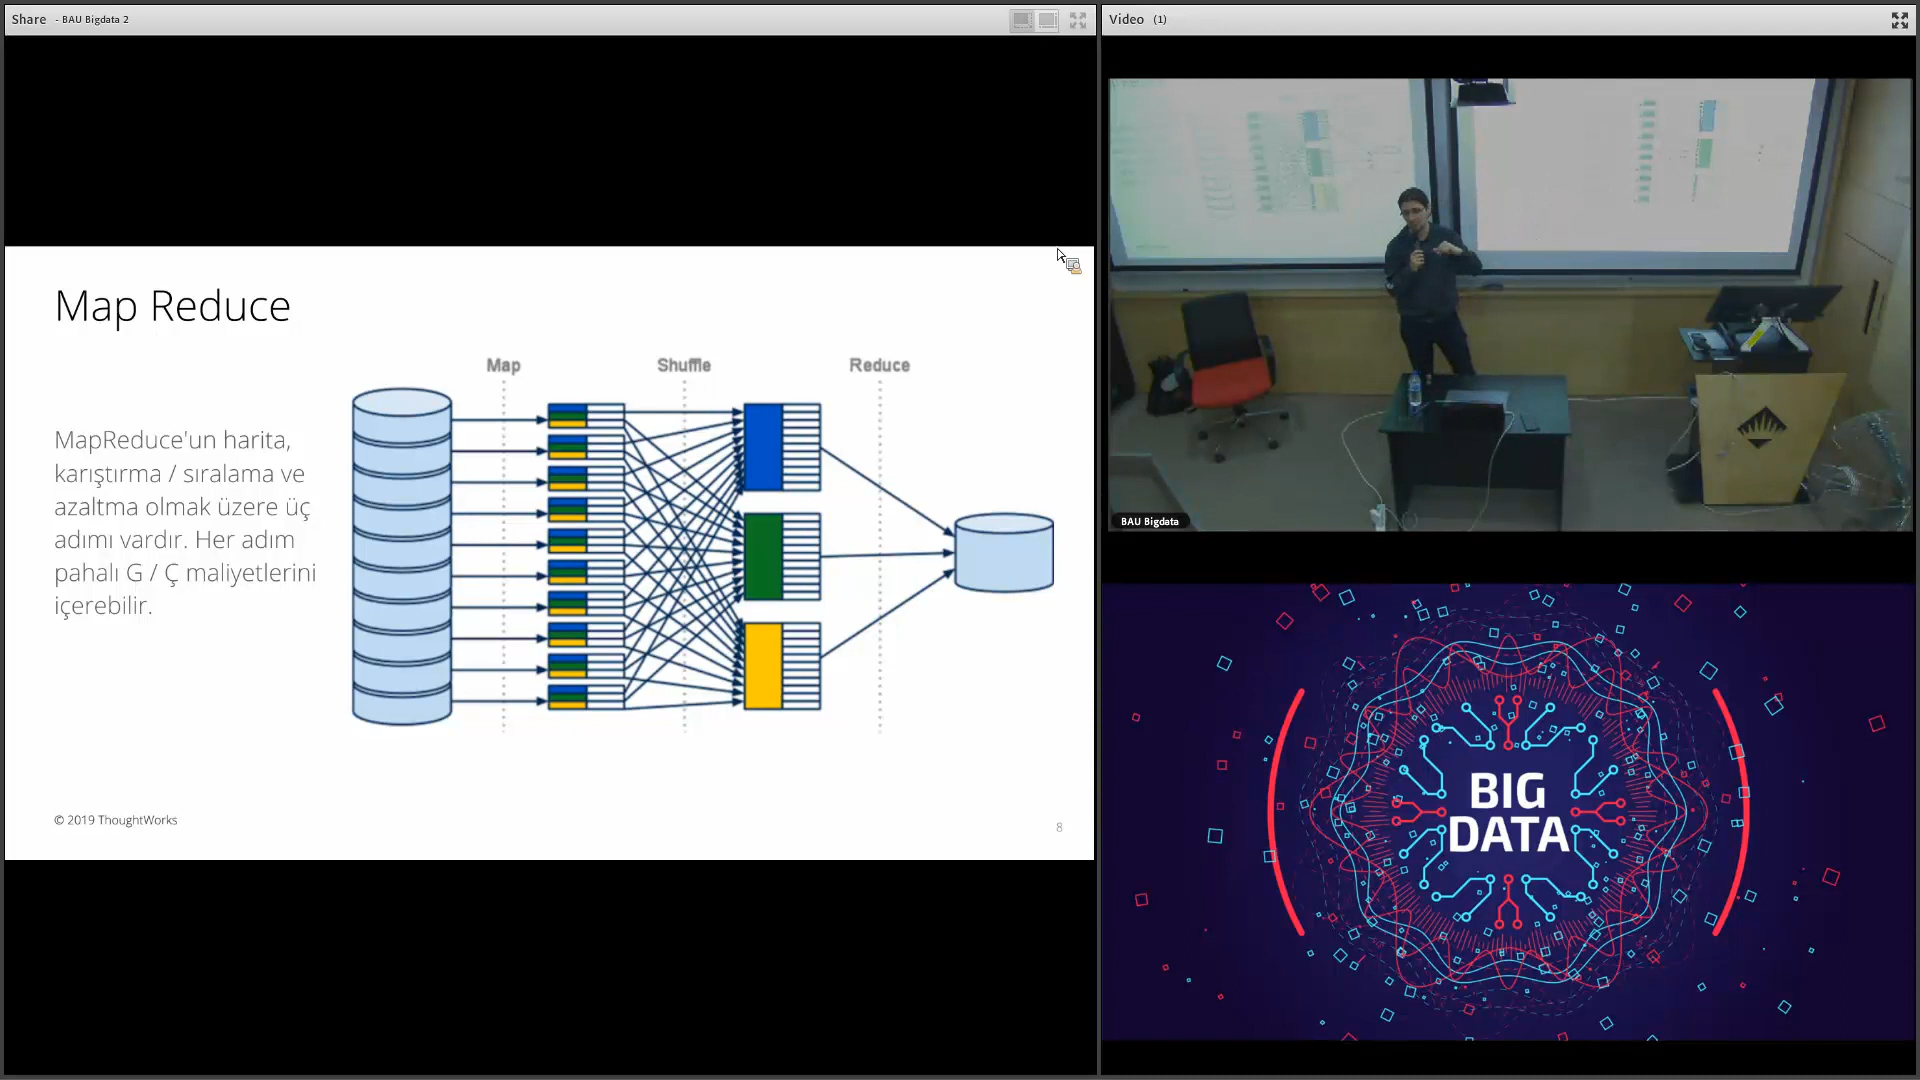 Share - BAU Bigdata 2
Map Reduce
Map
Shuffle
Reduce
MapReduce'un harita,
karıştırma / sıralama ve
azaltma olmak üzere üç
adımı vardır. Her adım
pahalı G / Ç maliyetlerini
içerebilir.
© 2019 ThoughtWorks
8
Video (1)
BAU Bigdata
BIG
DATA